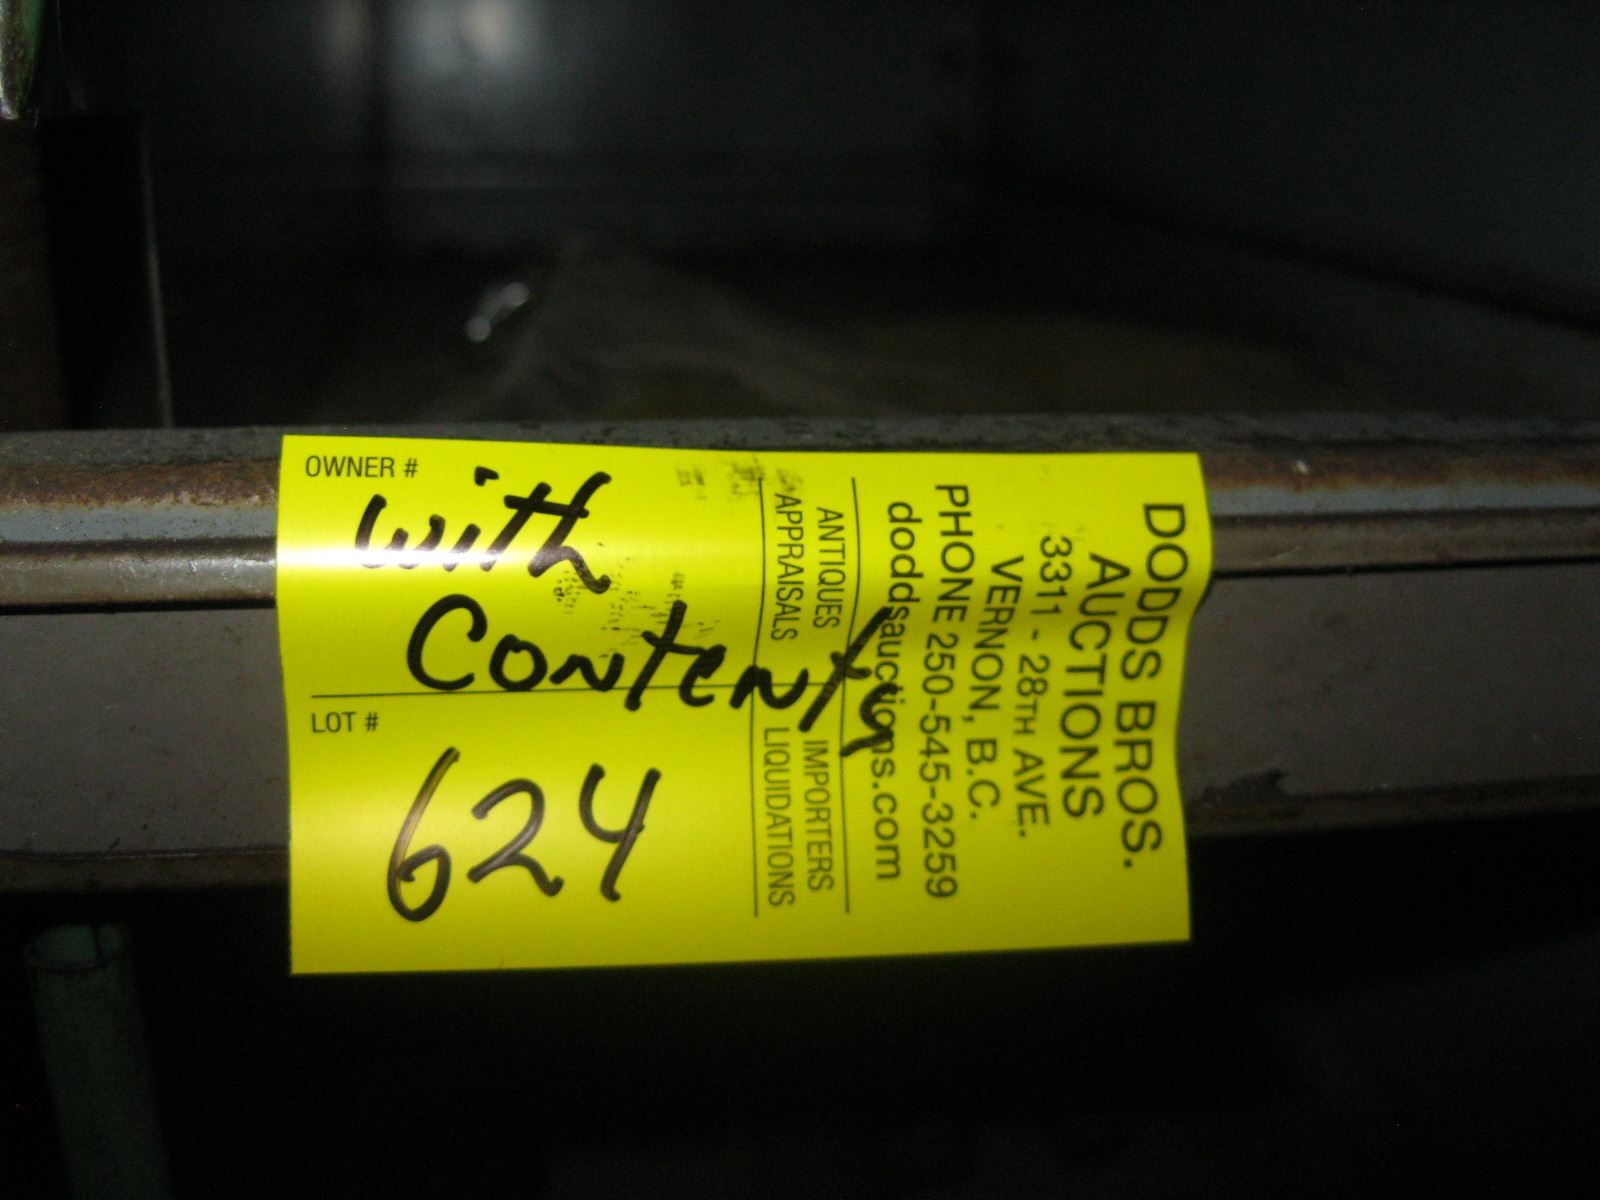 OWNER #
with
Contents
LOT #
624
DODDS BROS.
AUCTIONS
3311 - 28TH AVE.
VERNON, B.C.
PHONE 250-545-3259
doddsauctions.com
ANTIQUES IMPORTERS
APPRAISALS LIQUIDATIONS